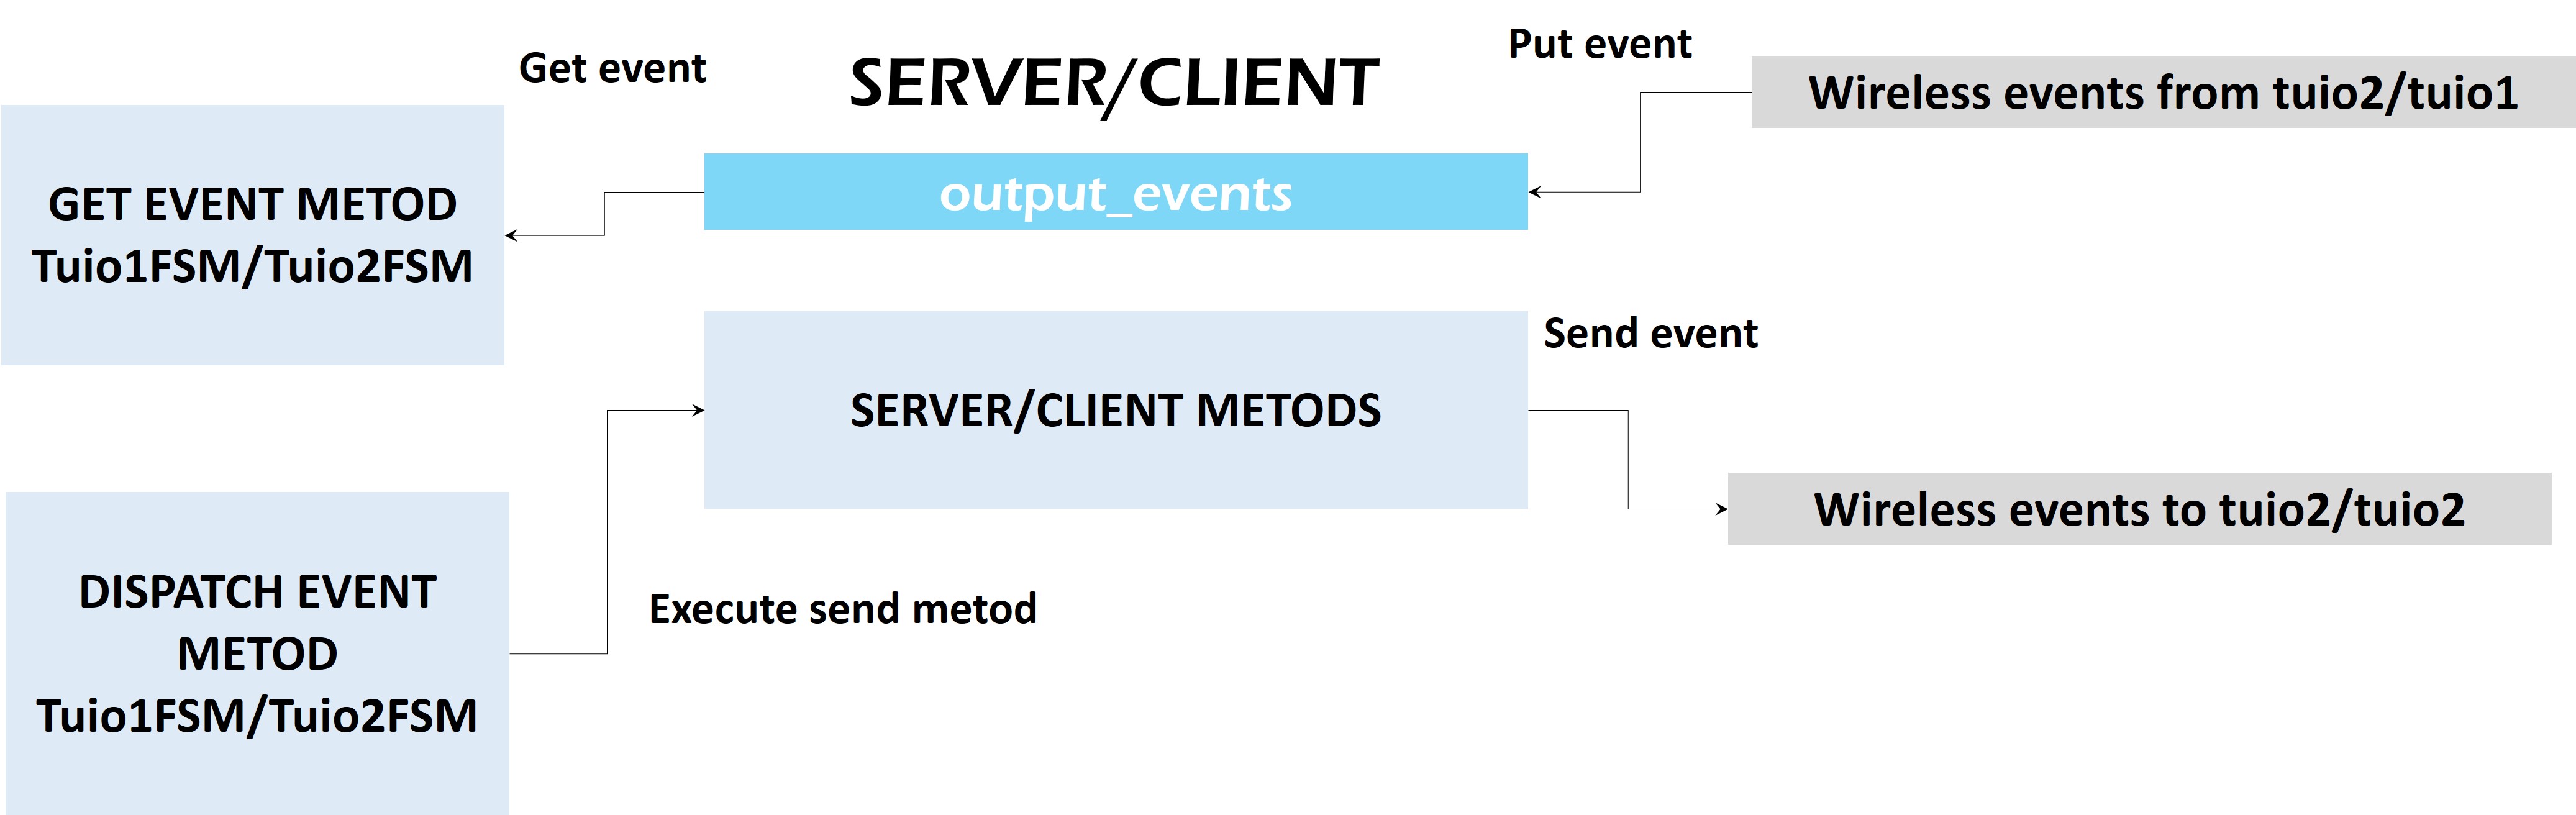 Put event
Get event
SERVER/CLIENT
Wireless events from tuio2/tuio1
output_events
GET EVENT METOD
Tuio1FSM/Tuio2FSM
Send event
SERVER/CLIENT METODS
Wireless events to tuio2/tuio2
DISPATCH EVENT
METOD
Tuio1FSM/Tuio2FSM
Execute send metod